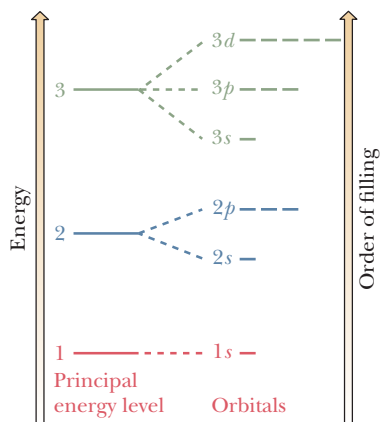 Energy
3
3d
3p
3s
2
2p
2s
1
1s
Principal
energy level
Orbitals
Order of filling